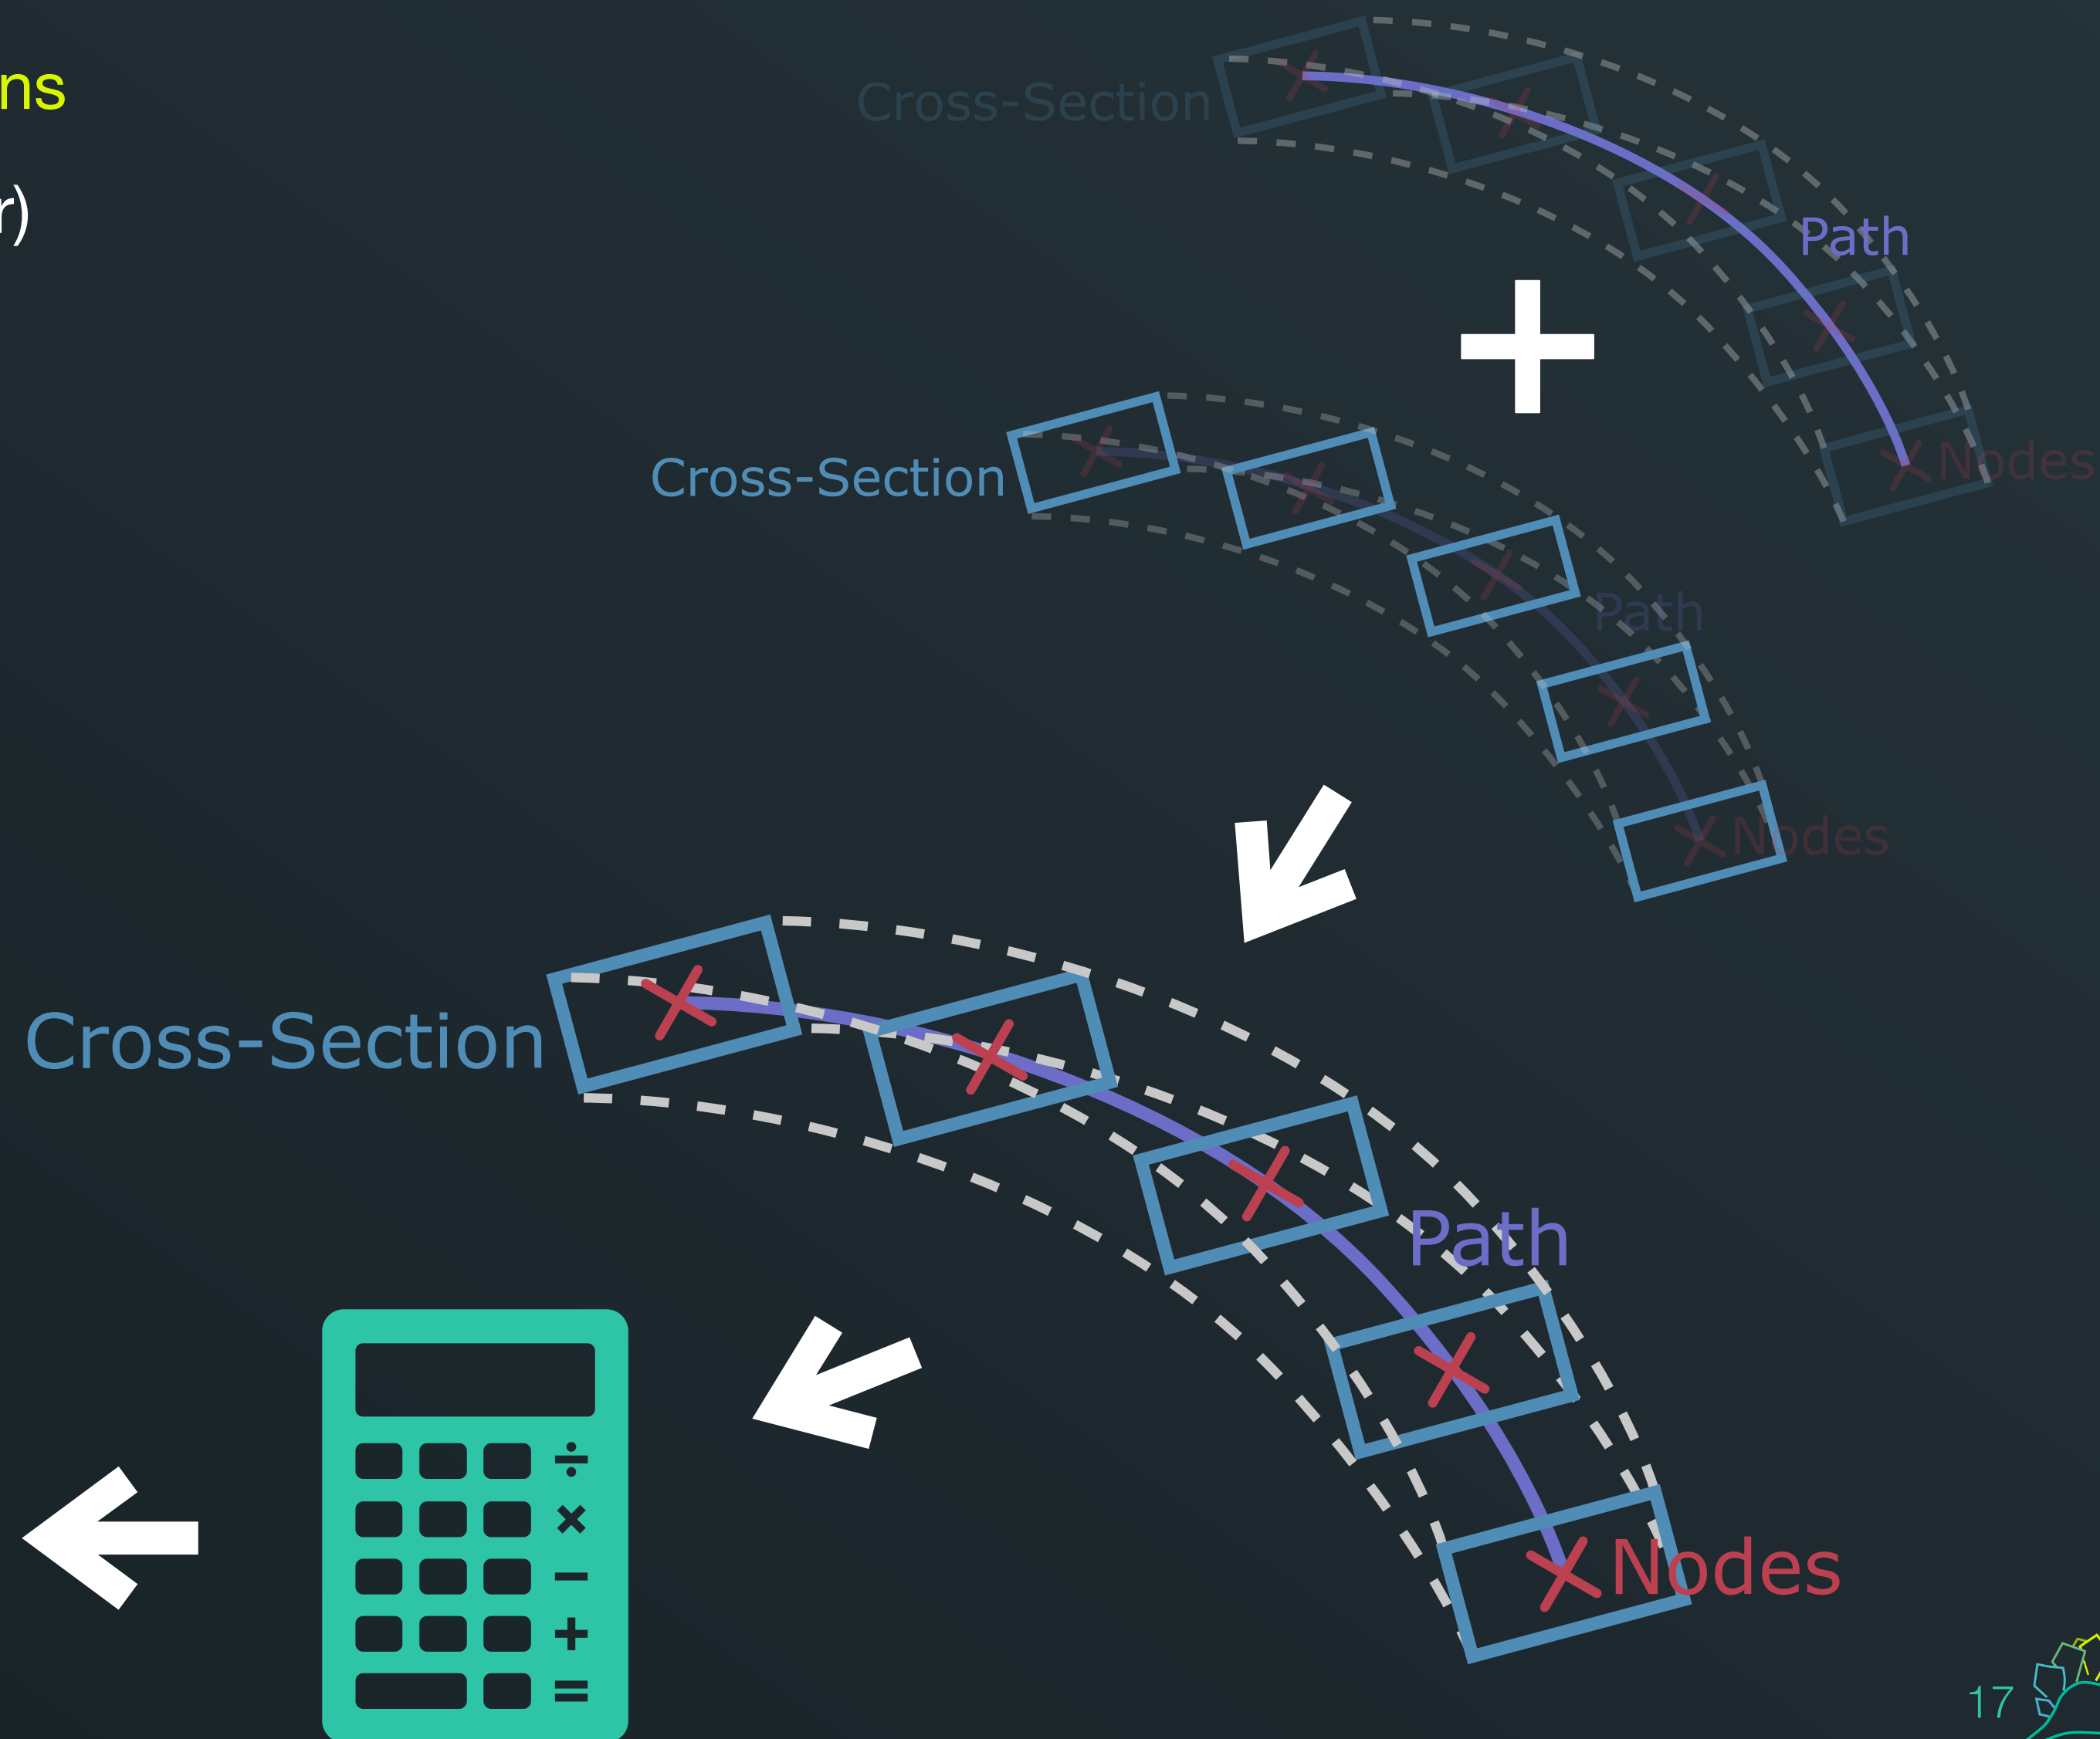 ns
r)
Cross-Section
Path
Nodes
Cross-Section
Path
Nodes
Cross-Section
Path
Nodes
17